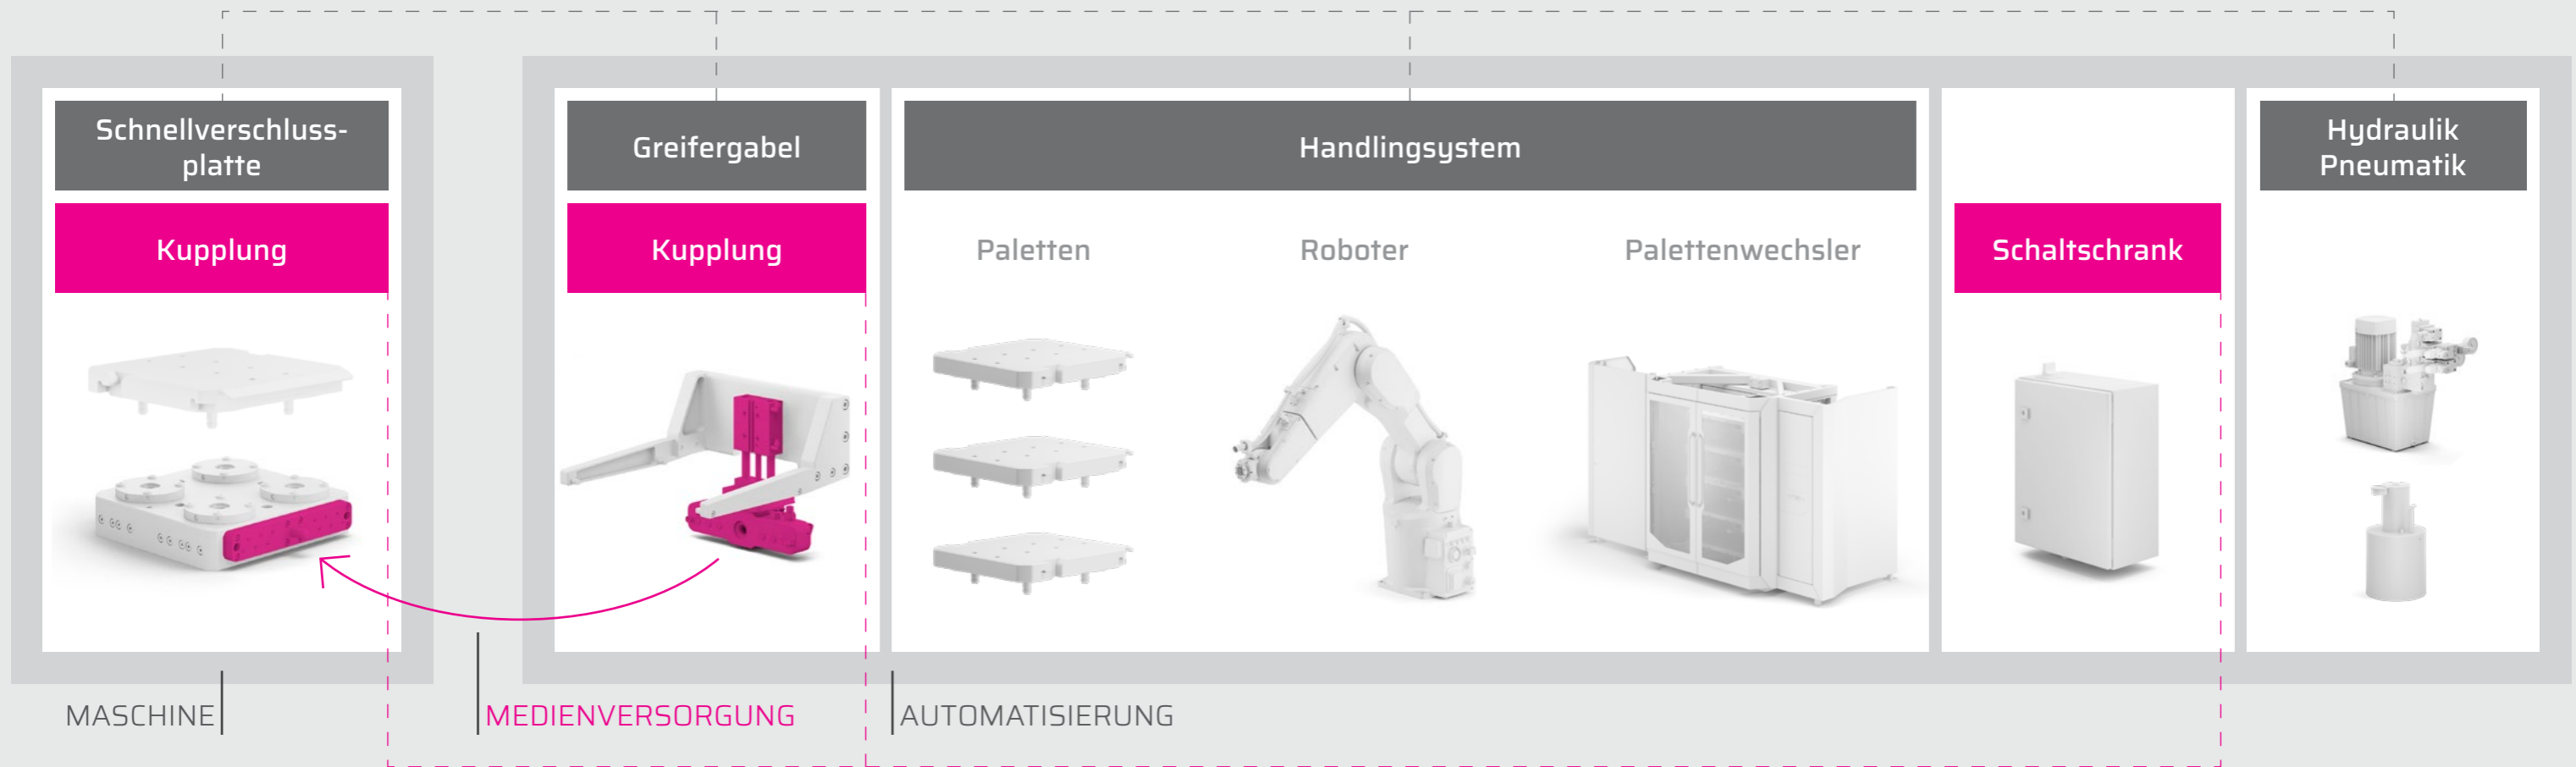 Schnellverschluss-
platte
Kupplung
Greifergabel
Kupplung
Handlingsystem
Paletten
Roboter
Palettenwechsler
Schaltschrank
Hydraulik
Pneumatik
MASCHINE
MEDIENVERSORGUNG
AUTOMATISIERUNG